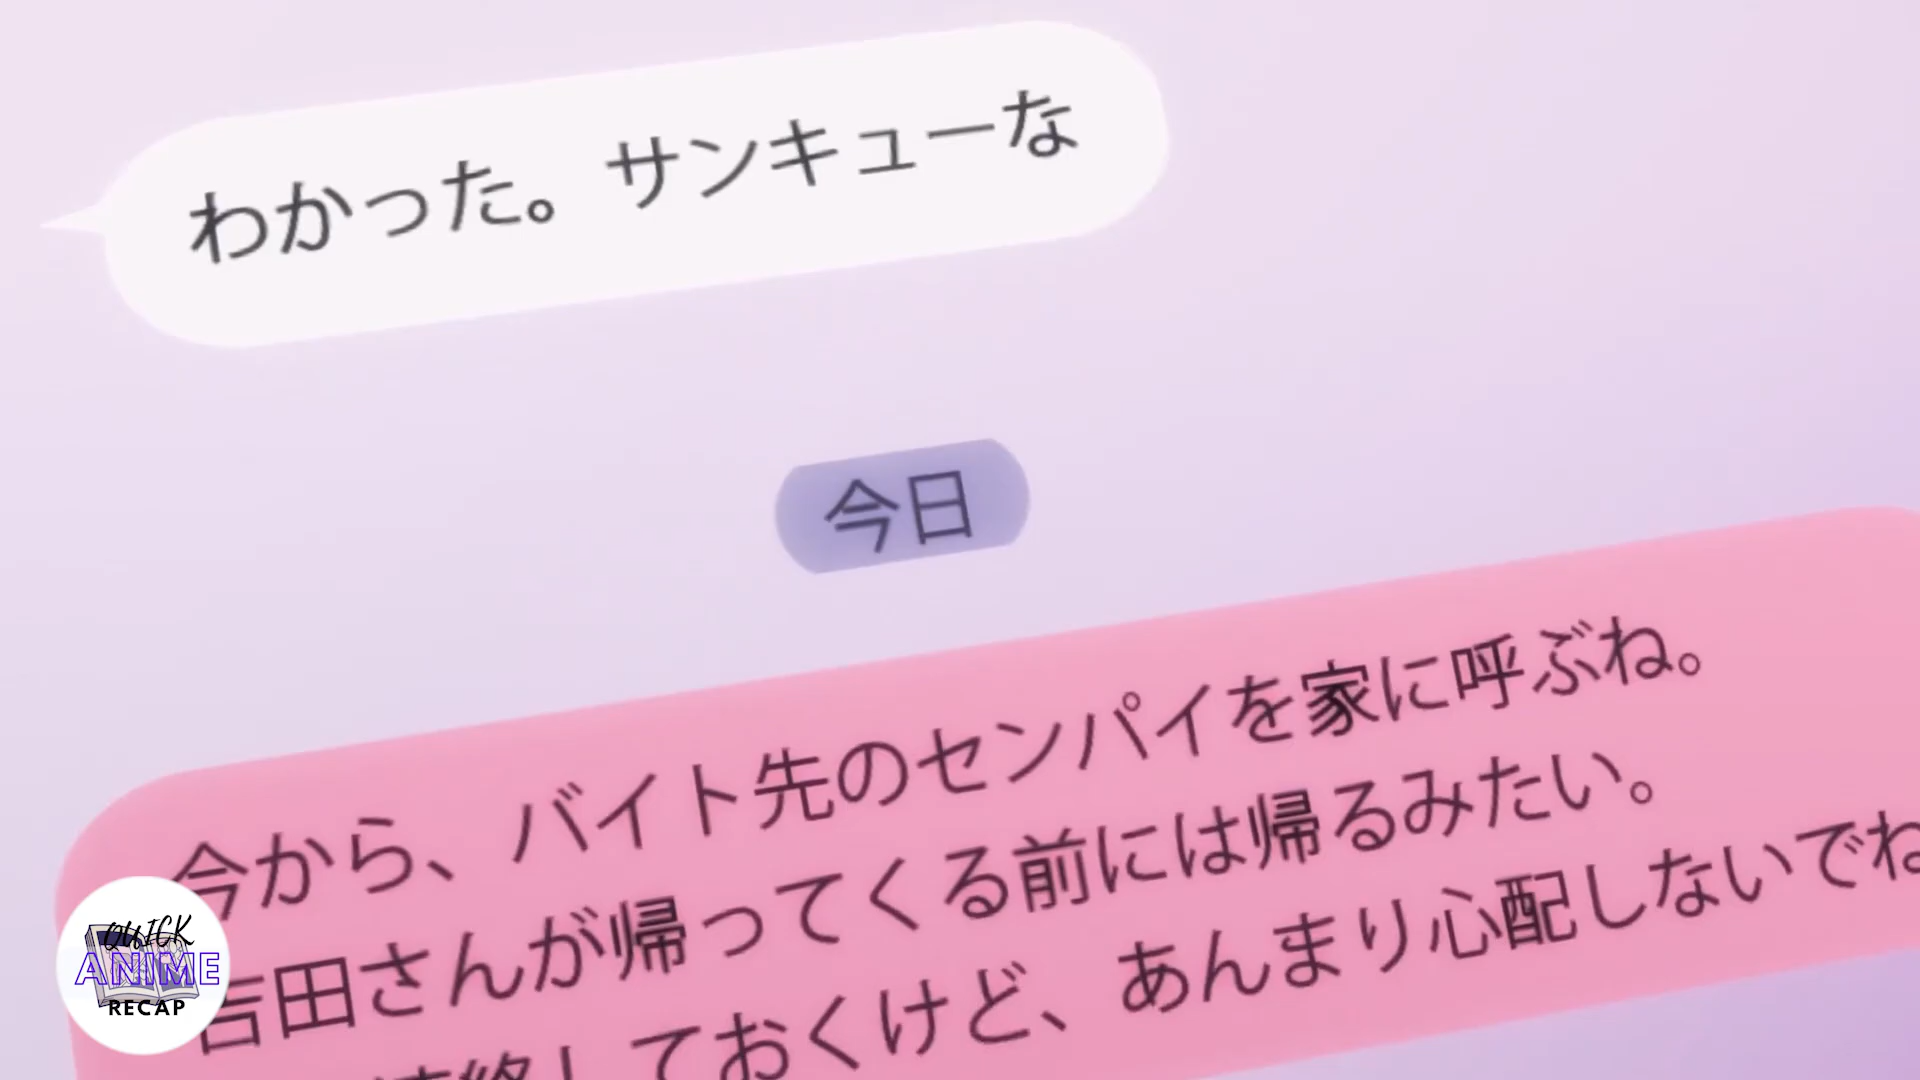 わかった。サンキューな
今日
今から、バイト先のセンパイを家に呼ぶね。
吉田さんが帰ってくる前には帰るみたい。
連絡しておくけど、あんまり心配しないでね
QUICK
ANIME
RECAP